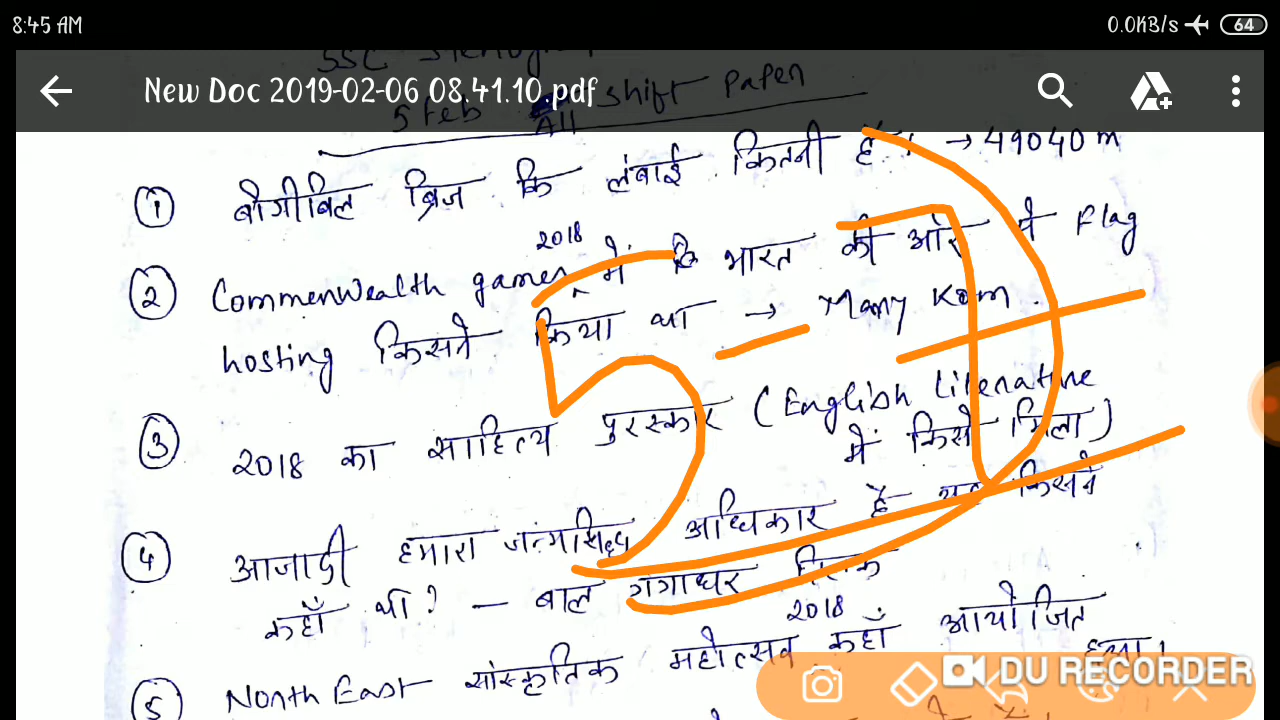 8:45 AM
0.0KB/s 64
SSC
New Doc 2019-02-06 08.41.10.pdf
5 Feb All shift Paper
① बोगीबिल ब्रिज कि लंबाई कितनी है → 49040 m
② Commenwealth games 2018 में कि भारत की ओर से Flag
hosting किसने किया था → Mary Kom .
③ 2018 का साहित्य पुरस्कार (English Literature
में किसे मिला)
④ आजादी हमारा जन्मसिद्ध अधिकार है यह किसने
कहाँ था? — बाल गंगाधर तिलक
⑤ North East सांस्कृतिक महोत्सव 2018 कहाँ आयोजित
हुआ।
DU RECORDER